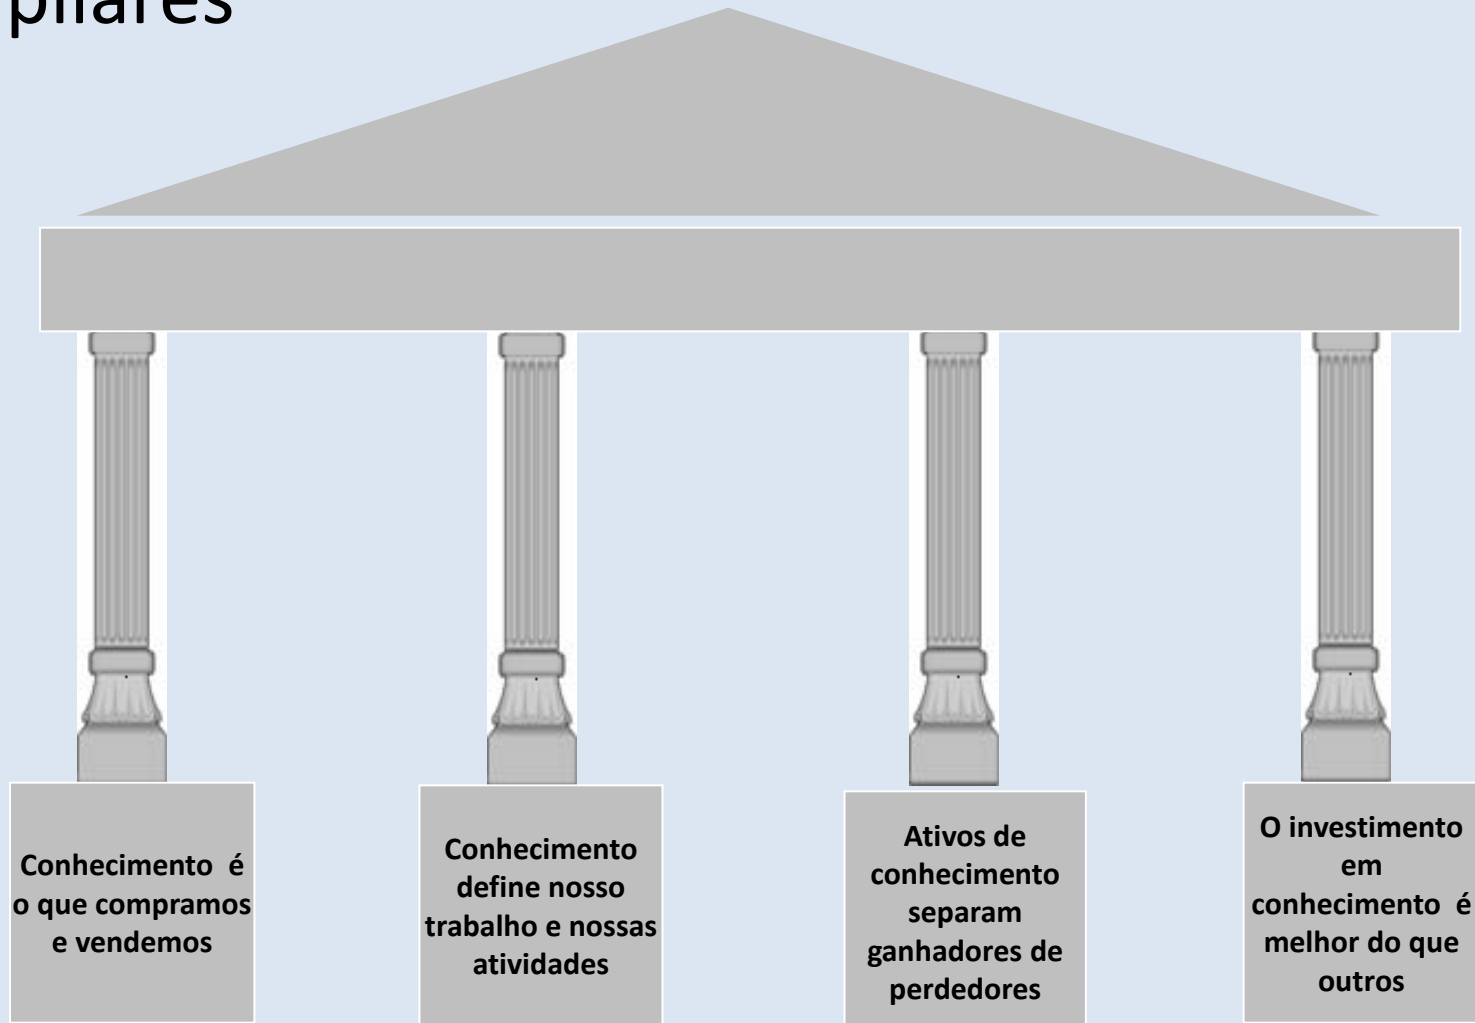 pilares
Conhecimento é
o que compramos
e vendemos
Conhecimento
define nosso
trabalho e nossas
atividades
Ativos de
conhecimento
separam
ganhadores de
perdedores
O investimento
em
conhecimento é
melhor do que
outros